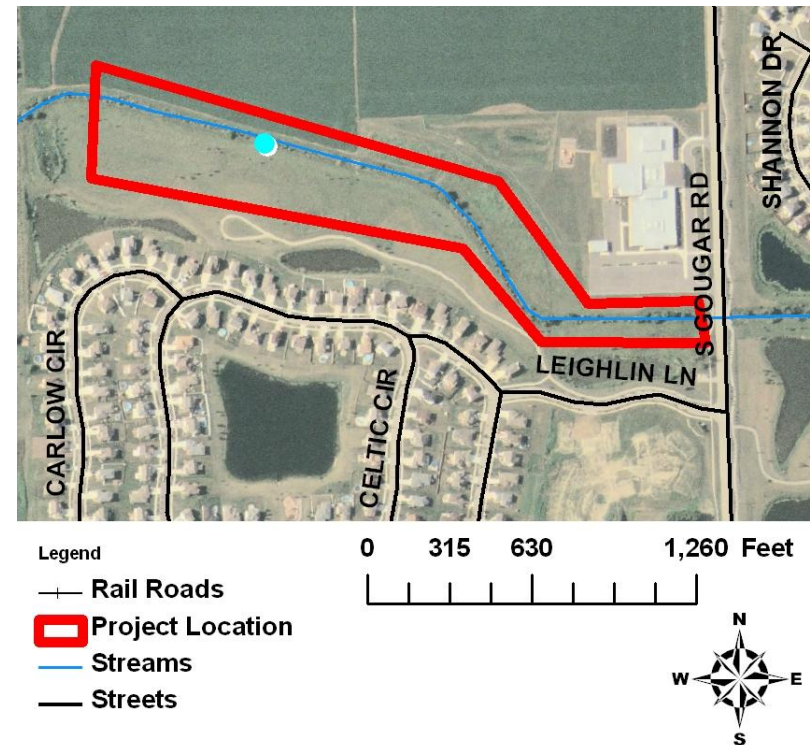 SHANNON DR
S GOUGAR RD
LEIGHLIN LN
CARLOW CIR
CELTIC CIR
Legend
Rail Roads
Project Location
Streams
Streets
0 315 630 1,260 Feet
N
W E
S